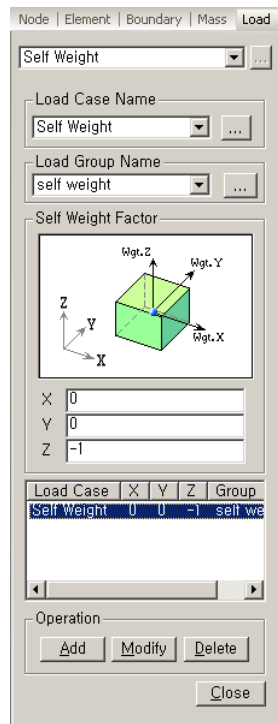 Node Element Boundary Mass Load
Self Weight
...
Load Case Name
Self Weight
...
Load Group Name
self weight
...
Self Weight Factor
Wgt.Z
Wgt.Y
Z
Y
Wgt.X
X
X 0
Y 0
Z -1
Load Case X Y Z Group
Self Weight 0 0 -1 self we
Operation
Add Modify Delete
Close